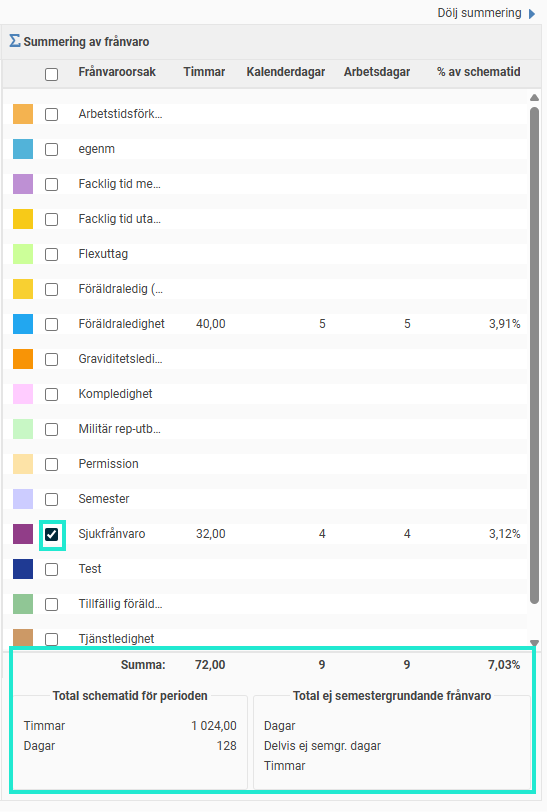 Dölj summering
Σ Summering av frånvaro
Frånvaroorsak Timmar Kalenderdagar Arbetsdagar % av schematid
Arbetstidsförk...
egenm
Facklig tid me...
Facklig tid uta...
Flexuttag
Föräldraledig (...
Föräldraledighet 40,00 5 5 3,91%
Graviditetsledi...
Kompledighet
Militär rep-utb...
Permission
Semester
Sjukfrånvaro 32,00 4 4 3,12%
Test
Tillfällig föräld...
Tjänstledighet
Summa: 72,00 9 9 7,03%
Total schematid för perioden
Timmar 1 024,00
Dagar 128
Total ej semestergrundande frånvaro
Dagar
Delvis ej semgr. dagar
Timmar